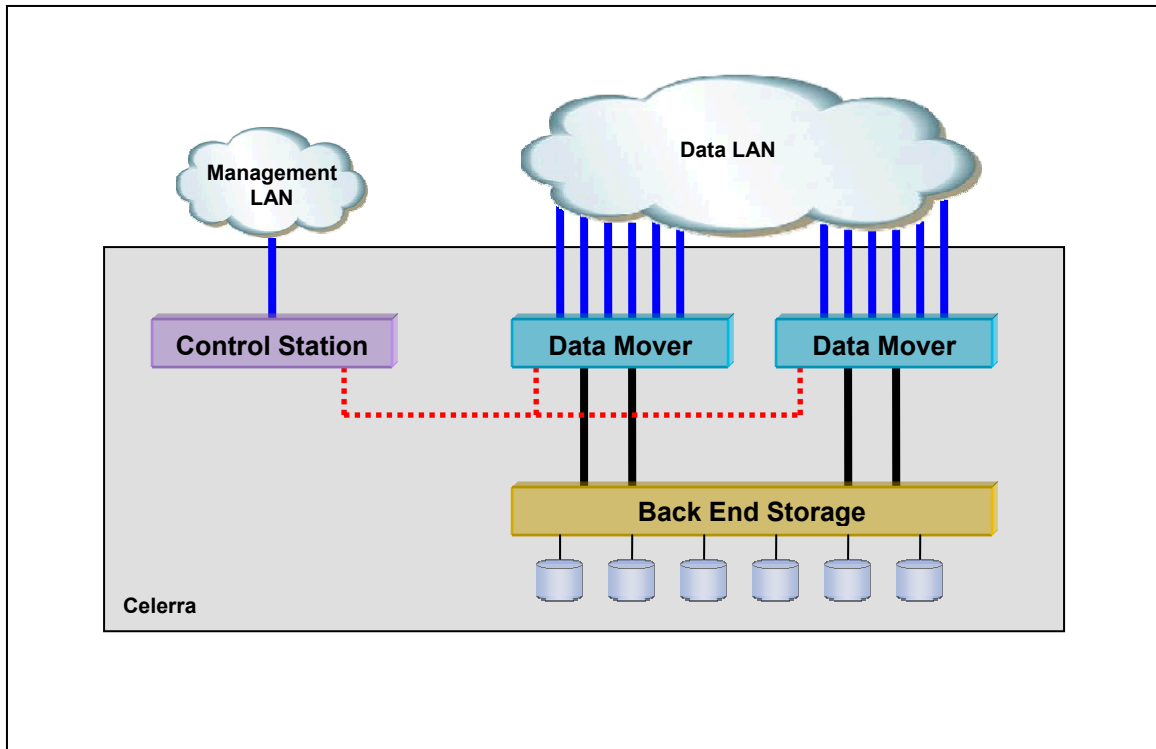 Management
LAN
Data LAN
Control Station
Data Mover
Data Mover
Back End Storage
Celerra